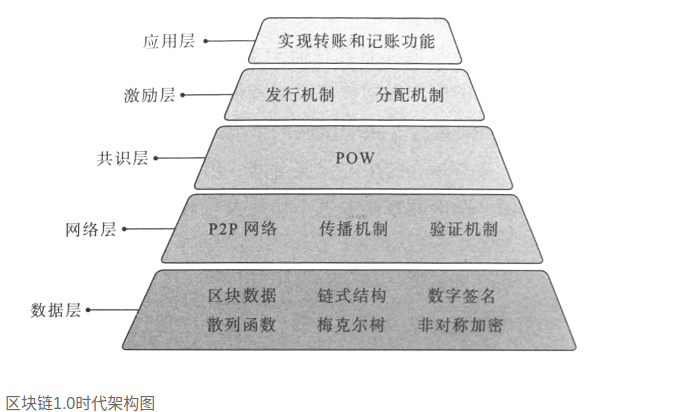 应用层 实现转账和记账功能
激励层 发行机制 分配机制
共识层 POW
网络层 P2P 网络 传播机制 验证机制
数据层
区块数据 链式结构 数字签名
散列函数 梅克尔树 非对称加密
区块链1.0时代架构图